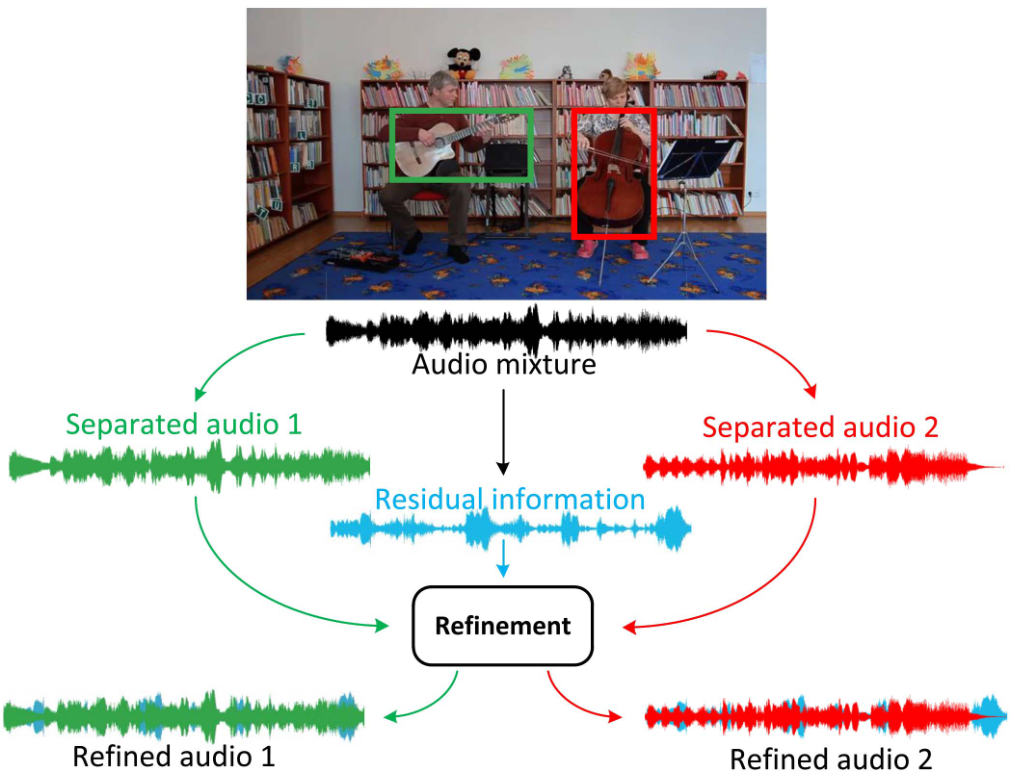 Audio mixture
Separated audio 1
Separated audio 2
Residual information
Refinement
Refined audio 1
Refined audio 2